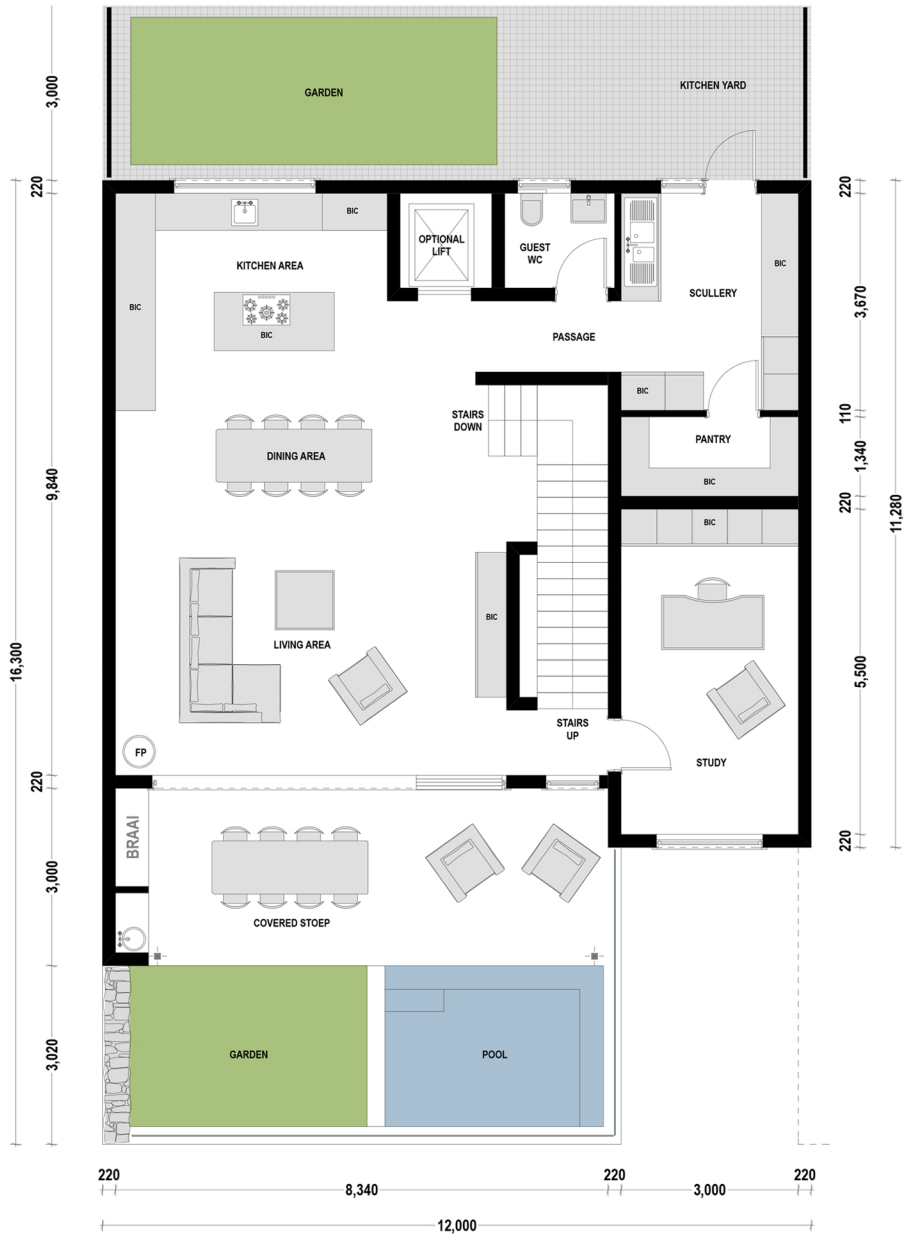 GARDEN
KITCHEN YARD
3,000
220
220
BIC
OPTIONAL
LIFT
GUEST
WC
KITCHEN AREA
BIC
SCULLERY
BIC
3,670
BIC
PASSAGE
BIC
STAIRS
DOWN
110
PANTRY
DINING AREA
1,340
BIC
9,840
220
11,280
BIC
BIC
LIVING AREA
16,300
5,500
STAIRS
UP
FP
STUDY
220
BRAAI
220
3,000
COVERED STOEP
3,020
GARDEN
POOL
220
220
220
8,340
3,000
12,000